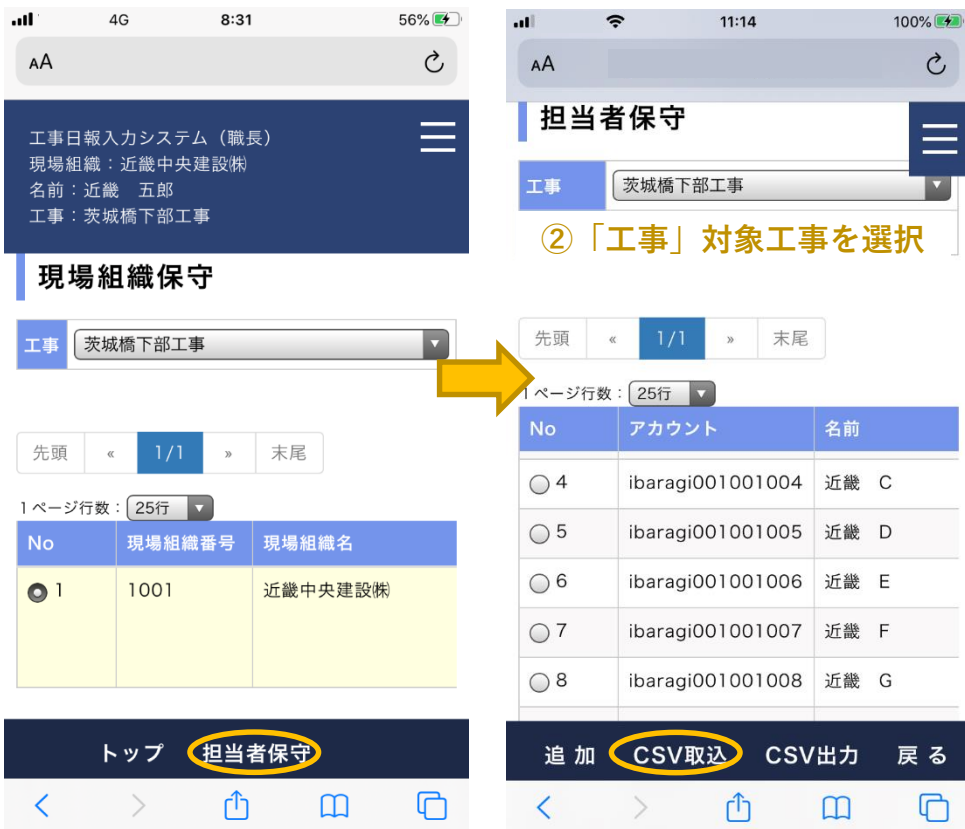 4G 8:31 56%
AA
工事日報入力システム（職長）
現場組織：近畿中央建設㈱
名前：近畿　五郎
工事：茨城橋下部工事
現場組織保守
工事 茨城橋下部工事
先頭 « 1/1 » 末尾
1ページ行数：25行
No 現場組織番号 現場組織名
1 1001 近畿中央建設㈱
トップ 担当者保守
11:14 100%
AA
担当者保守
工事 茨城橋下部工事
②「工事」対象工事を選択
先頭 « 1/1 » 末尾
1ページ行数：25行
No アカウント 名前
4 ibaragi001001004 近畿　C
5 ibaragi001001005 近畿　D
6 ibaragi001001006 近畿　E
7 ibaragi001001007 近畿　F
8 ibaragi001001008 近畿　G
追加 CSV取込 CSV出力 戻る